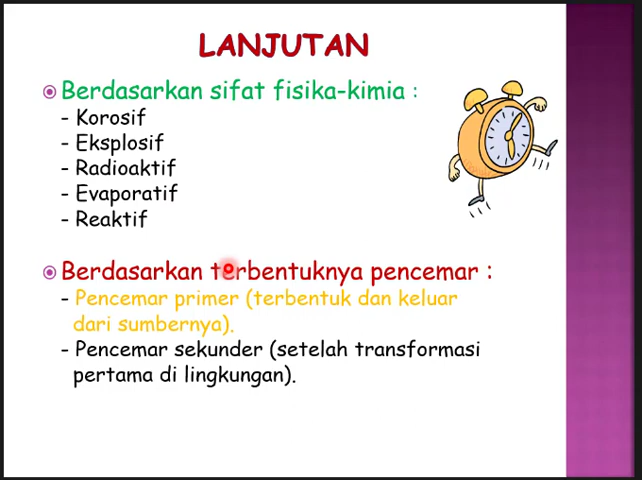 LANJUTAN
Berdasarkan sifat fisika-kimia :
- Korosif
- Eksplosif
- Radioaktif
- Evaporatif
- Reaktif
Berdasarkan terbentuknya pencemar :
- Pencemar primer (terbentuk dan keluar
dari sumbernya).
- Pencemar sekunder (setelah transformasi
pertama di lingkungan).